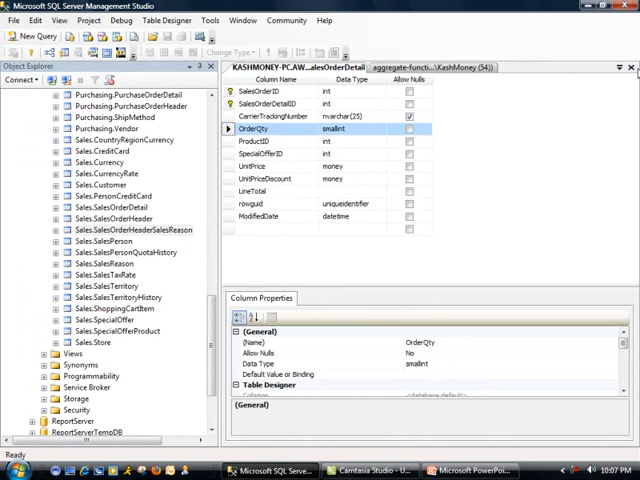 Microsoft SQL Server Management Studio
File Edit View Project Debug Table Designer Tools Window Community Help
New Query
Change Type
Object Explorer
Connect
Purchasing.PurchaseOrderDetail
Purchasing.PurchaseOrderHeader
Purchasing.ShipMethod
Purchasing.Vendor
Sales.CountryRegionCurrency
Sales.CreditCard
Sales.Currency
Sales.CurrencyRate
Sales.Customer
Sales.PersonCreditCard
Sales.SalesOrderDetail
Sales.SalesOrderHeader
Sales.SalesOrderHeaderSalesReason
Sales.SalesPerson
Sales.SalesPersonQuotaHistory
Sales.SalesReason
Sales.SalesTaxRate
Sales.SalesTerritory
Sales.SalesTerritoryHistory
Sales.ShoppingCartItem
Sales.SpecialOffer
Sales.SpecialOfferProduct
Sales.Store
Views
Synonyms
Programmability
Service Broker
Storage
Security
ReportServer
ReportServerTempDB
KASHMONEY-PC.AW...alesOrderDetail aggregate-functi...\KashMoney (54))
Column Name Data Type Allow Nulls
SalesOrderID int
SalesOrderDetailID int
CarrierTrackingNumber nvarchar(25)
OrderQty smallint
ProductID int
SpecialOfferID int
UnitPrice money
UnitPriceDiscount money
LineTotal
rowguid uniqueidentifier
ModifiedDate datetime
Column Properties
(General)
(Name) OrderQty
Allow Nulls No
Data Type smallint
Default Value or Binding
Table Designer
Collation <database default>
(General)
Ready
Microsoft SQL Serve... Camtasia Studio - U... Microsoft PowerPoi... 10:07 PM